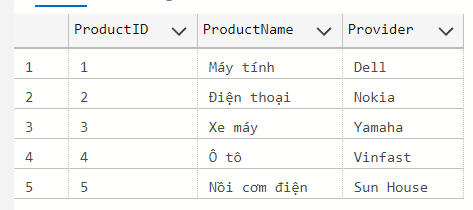 ProductID ProductName Provider
1 1 Máy tính Dell
2 2 Điện thoại Nokia
3 3 Xe máy Yamaha
4 4 Ô tô Vinfast
5 5 Nồi cơm điện Sun House